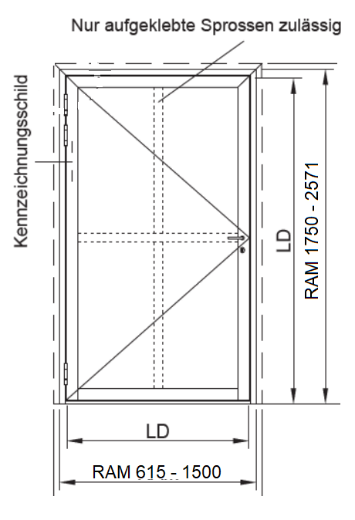 Nur aufgeklebte Sprossen zulässig
Kennzeichnungsschild
LD
RAM 1750 - 2571
LD
RAM 615 - 1500